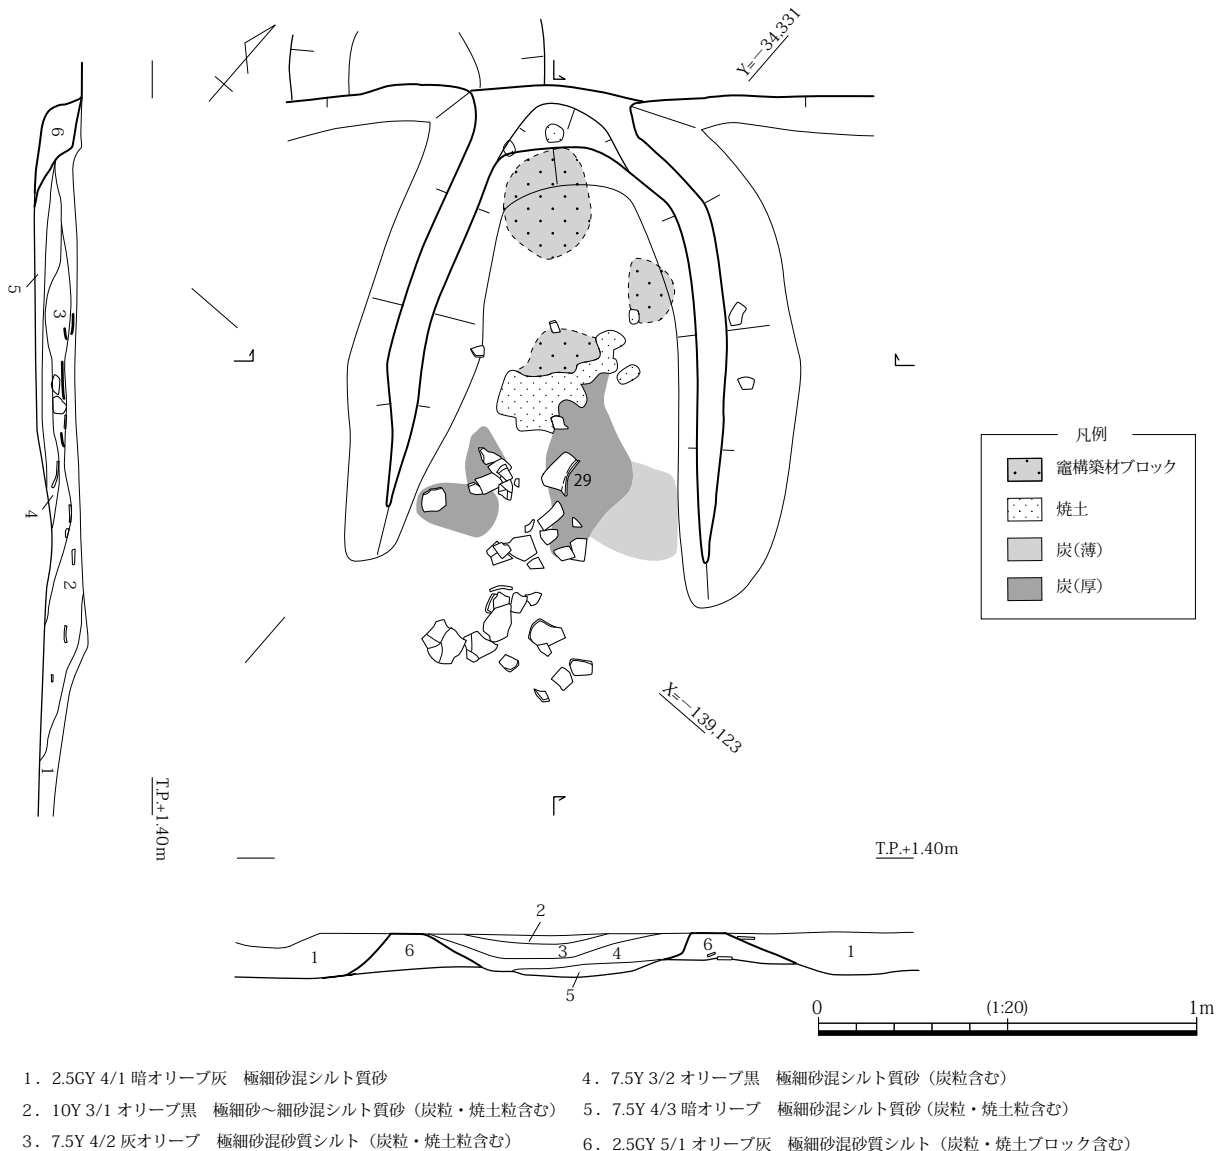 Y=－34,331
6
5
3
4
2
1
29
凡例
竈構築材ブロック
焼土
炭(薄)
炭(厚)
X=－139,123
T.P.+1.40m
T.P.+1.40m
2
1
6
3
4
6
1
5
0
(1:20)
1m
1．2.5GY 4/1 暗オリーブ灰　極細砂混シルト質砂
2．10Y 3/1 オリーブ黒　極細砂～細砂混シルト質砂（炭粒・焼土粒含む）
3．7.5Y 4/2 灰オリーブ　極細砂混砂質シルト（炭粒・焼土粒含む）
4．7.5Y 3/2 オリーブ黒　極細砂混シルト質砂（炭粒含む）
5．7.5Y 4/3 暗オリーブ　極細砂混シルト質砂（炭粒・焼土粒含む）
6．2.5GY 5/1 オリーブ灰　極細砂混砂質シルト（炭粒・焼土ブロック含む）